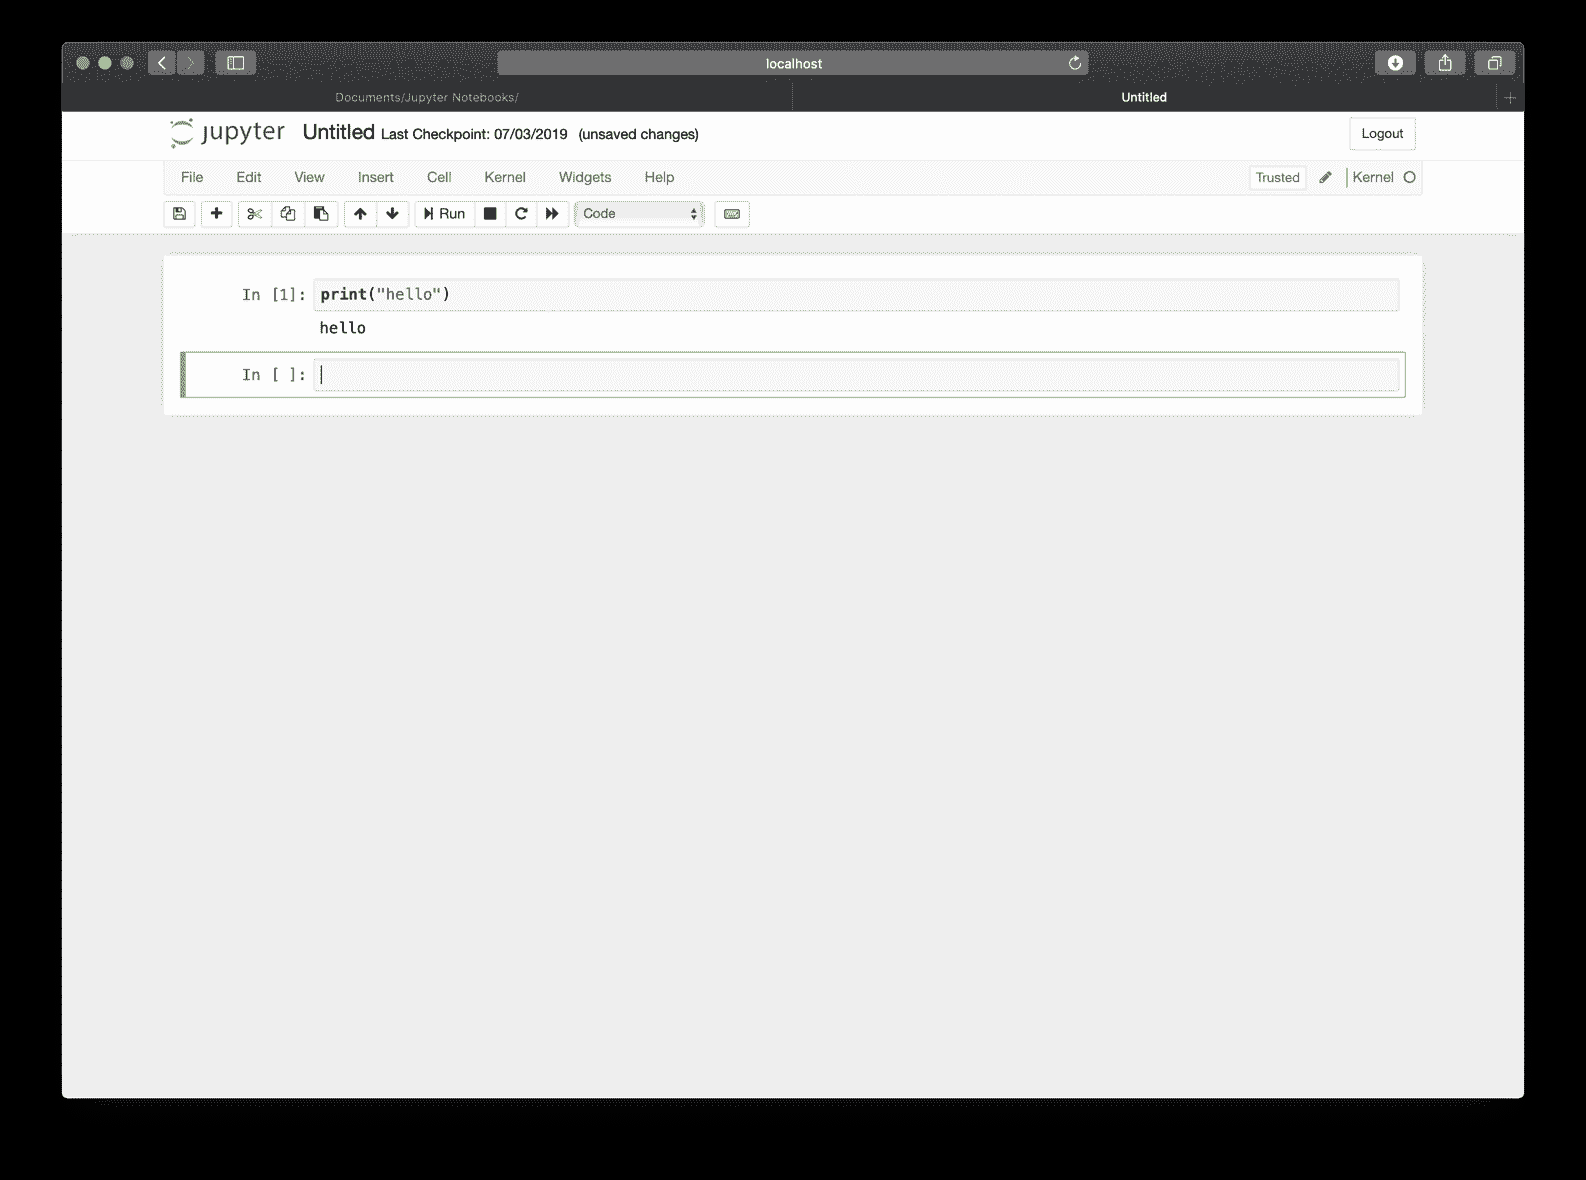 localhost
Documents/Jupyter Notebooks/ Untitled
jupyter Untitled Last Checkpoint: 07/03/2019 (unsaved changes) Logout
File Edit View Insert Cell Kernel Widgets Help Trusted Kernel
Run Code
In [1]: print("hello")
hello
In [ ]: